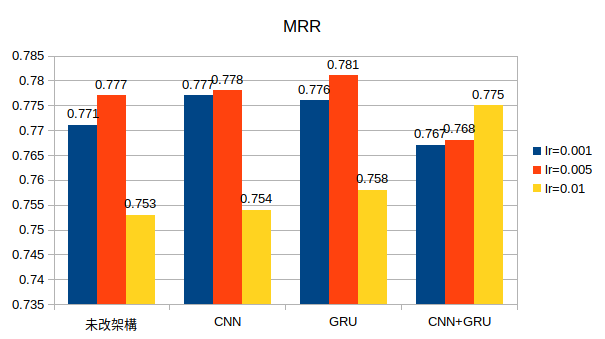 MRR
0.785
0.78
0.775
0.77
0.765
0.76
0.755
0.75
0.745
0.74
0.735
0.771
0.777
0.753
0.777
0.778
0.754
0.776
0.781
0.758
0.767
0.768
0.775
未改架構
CNN
GRU
CNN+GRU
lr=0.001
lr=0.005
lr=0.01